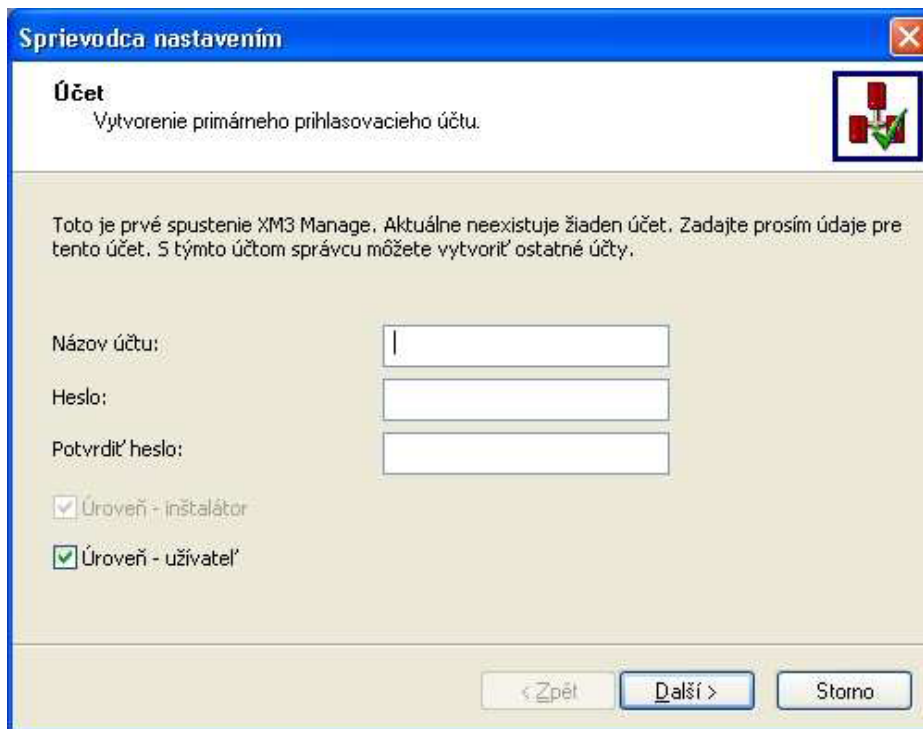 Sprievodca nastavením
Účet
Vytvorenie primárneho prihlasovacieho účtu.
Toto je prvé spustenie XM3 Manage. Aktuálne neexistuje žiaden účet. Zadajte prosím údaje pre
tento účet. S týmto účtom správcu môžete vytvoriť ostatné účty.
Názov účtu:
Heslo:
Potvrdiť heslo:
Úroveň - inštalátor
Úroveň - užívateľ
< Zpět Další > Storno